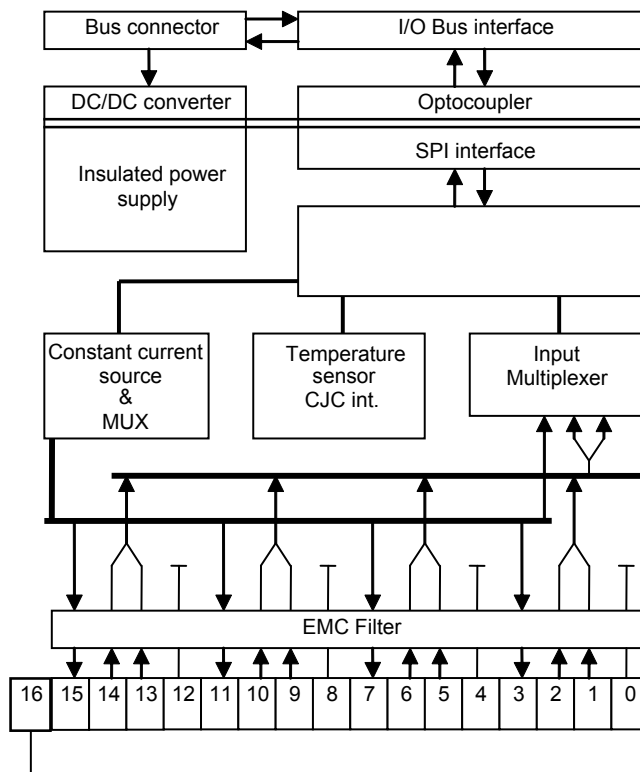 Bus connector
I/O Bus interface
DC/DC converter
Optocoupler
SPI interface
Insulated power
supply
Constant current
source
&
MUX
Temperature
sensor
CJC int.
Input
Multiplexer
EMC Filter
16 15 14 13 12 11 10 9 8 7 6 5 4 3 2 1 0